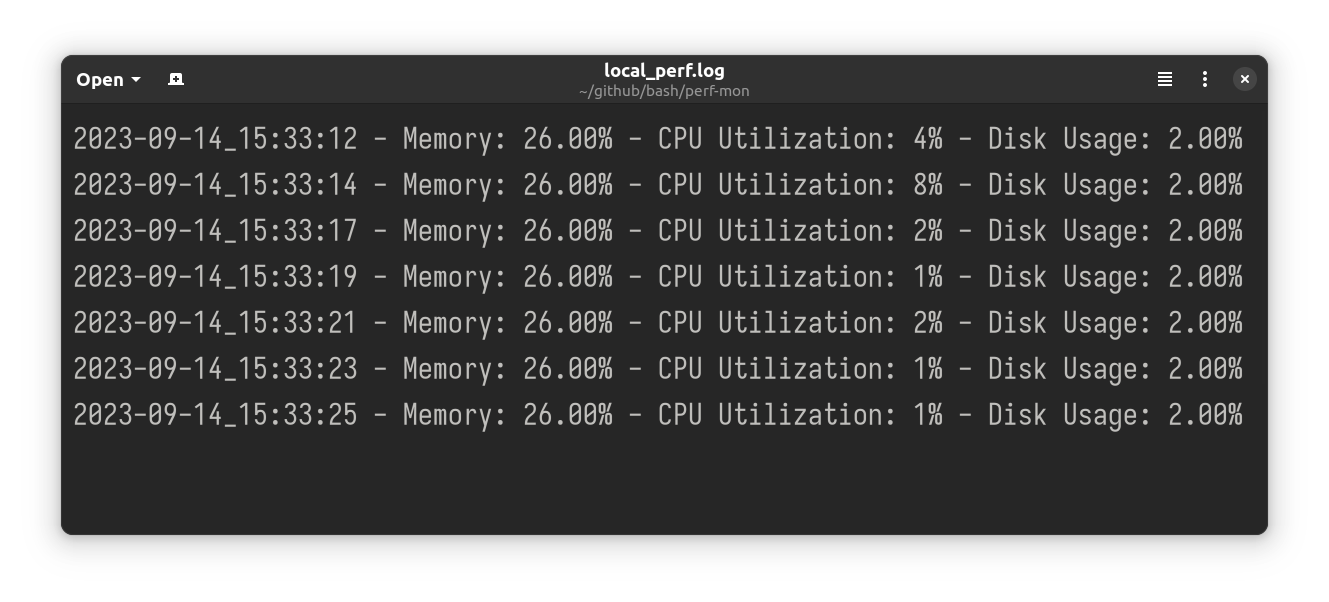 Open
local_perf.log
~/github/bash/perf-mon
2023-09-14_15:33:12 - Memory: 26.00% - CPU Utilization: 4% - Disk Usage: 2.00%
2023-09-14_15:33:14 - Memory: 26.00% - CPU Utilization: 8% - Disk Usage: 2.00%
2023-09-14_15:33:17 - Memory: 26.00% - CPU Utilization: 2% - Disk Usage: 2.00%
2023-09-14_15:33:19 - Memory: 26.00% - CPU Utilization: 1% - Disk Usage: 2.00%
2023-09-14_15:33:21 - Memory: 26.00% - CPU Utilization: 2% - Disk Usage: 2.00%
2023-09-14_15:33:23 - Memory: 26.00% - CPU Utilization: 1% - Disk Usage: 2.00%
2023-09-14_15:33:25 - Memory: 26.00% - CPU Utilization: 1% - Disk Usage: 2.00%